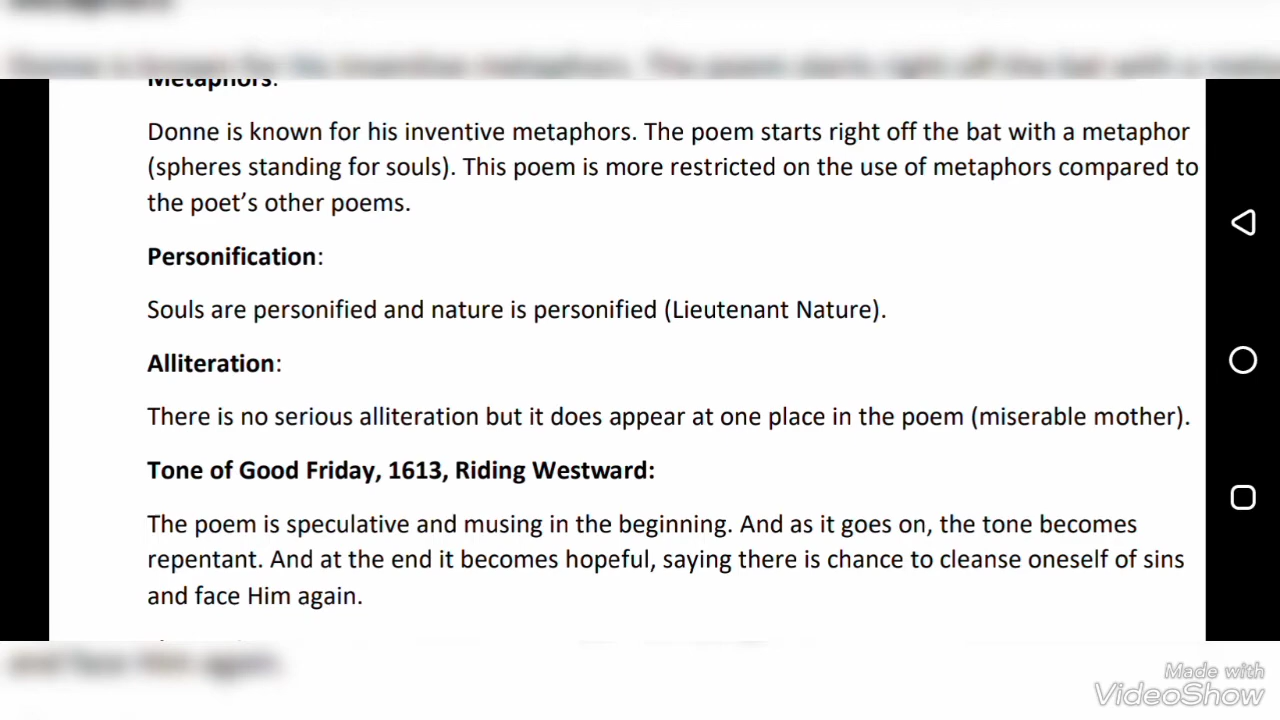 Metaphors:
Donne is known for his inventive metaphors. The poem starts right off the bat with a metaphor
(spheres standing for souls). This poem is more restricted on the use of metaphors compared to
the poet’s other poems.
Personification:
Souls are personified and nature is personified (Lieutenant Nature).
Alliteration:
There is no serious alliteration but it does appear at one place in the poem (miserable mother).
Tone of Good Friday, 1613, Riding Westward:
The poem is speculative and musing in the beginning. And as it goes on, the tone becomes
repentant. And at the end it becomes hopeful, saying there is chance to cleanse oneself of sins
and face Him again.
and face Him again.
Made with
VideoShow